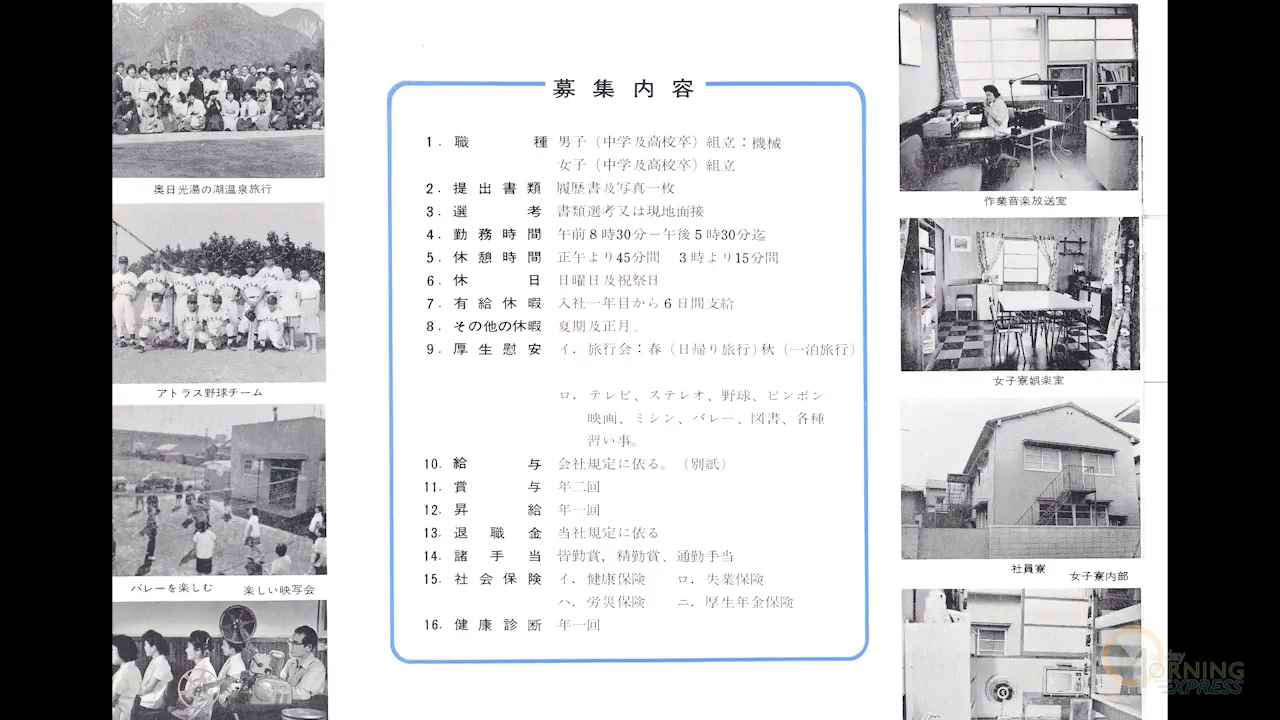 募集内容
1．職種 男子（中学及高校卒）組立：機械
女子（中学及高校卒）組立
2．提出書類 履歴書及写真一枚
3．選考 書類選考又は現地面接
4．勤務時間 午前8時30分－午後5時30分迄
5．休憩時間 正午より45分間 3時より15分間
6．休日 日曜日及祝祭日
7．有給休暇 入社一年目から6日間支給
8．その他の休暇 夏期及正月。
9．厚生慰安 イ．旅行会：春（日帰り旅行）秋（一泊旅行）
ロ．テレビ、ステレオ、野球、ピンポン
映画、ミシン、バレー、図書、各種
習い事。
10．給与 会社規定に依る。（別紙）
11．賞与 年二回
12．昇給 年一回
13．退職金 当社規定に依る
14．諸手当 皆勤賞、精勤賞、通勤手当
15．社会保険 イ．健康保険 ロ．失業保険
ハ．労災保険 ニ．厚生年金保険
16．健康診断 年一回
奥日光湯の湖温泉旅行
アトラス野球チーム
バレーを楽しむ 楽しい映写会
作業音楽放送室
女子寮娯楽室
社員寮 女子寮内部
MORNING
EXPRESS